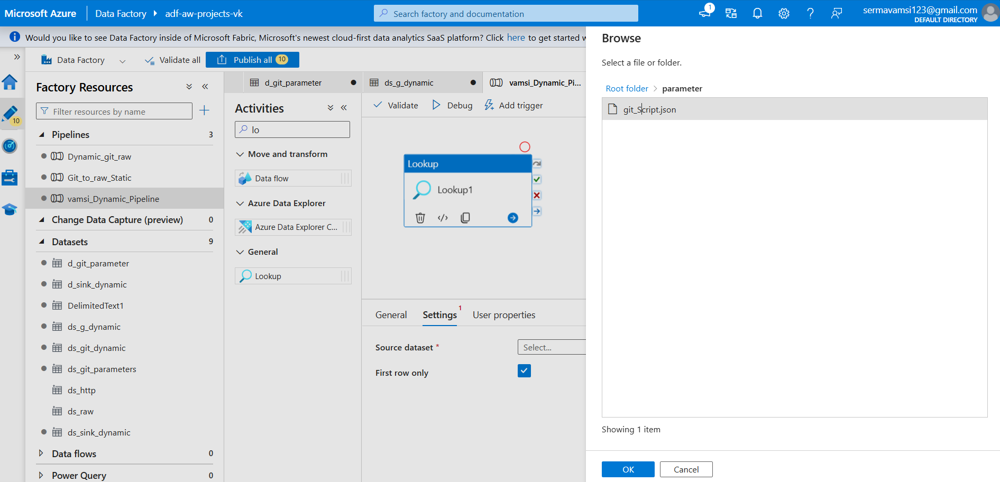 Microsoft Azure
Data Factory
adf-aw-projects-vk
Search factory and documentation
1
sermavamsi123@gmail.com
DEFAULT DIRECTORY
Would you like to see Data Factory inside of Microsoft Fabric, Microsoft's newest cloud-first data analytics SaaS platform? Click here to get started w
Data Factory
Validate all
Publish all 10
10
Factory Resources
Filter resources by name
Pipelines 3
Dynamic_git_raw
Git_to_raw_Static
vamsi_Dynamic_Pipeline
Change Data Capture (preview) 0
Datasets 9
d_git_parameter
d_sink_dynamic
DelimitedText1
ds_g_dynamic
ds_git_dynamic
ds_git_parameters
ds_http
ds_raw
ds_sink_dynamic
Data flows 0
Power Query 0
d_git_parameter
ds_g_dynamic
vamsi_Dynamic_Pi...
Activities
lo
Move and transform
Data flow
Azure Data Explorer
Azure Data Explorer C...
General
Lookup
Validate
Debug
Add trigger
Lookup
Lookup1
General
Settings 1
User properties
Source dataset *
Select...
First row only
Browse
Select a file or folder.
Root folder > parameter
git_Script.json
Showing 1 item
OK
Cancel